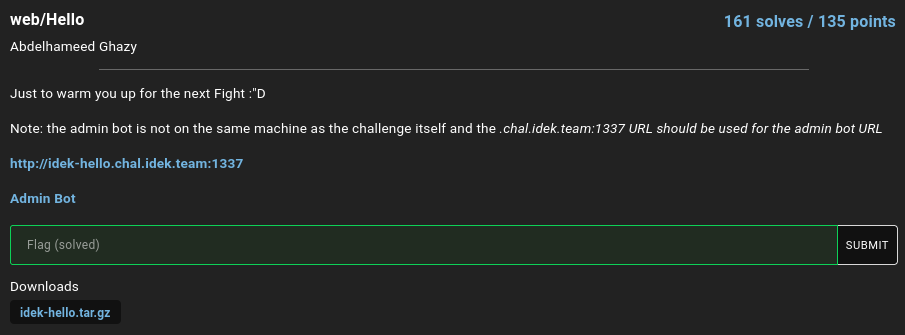 web/Hello
161 solves / 135 points
Abdelhameed Ghazy
Just to warm you up for the next Fight :"D
Note: the admin bot is not on the same machine as the challenge itself and the .chal.idek.team:1337 URL should be used for the admin bot URL
http://idek-hello.chal.idek.team:1337
Admin Bot
Flag (solved)
SUBMIT
Downloads
idek-hello.tar.gz